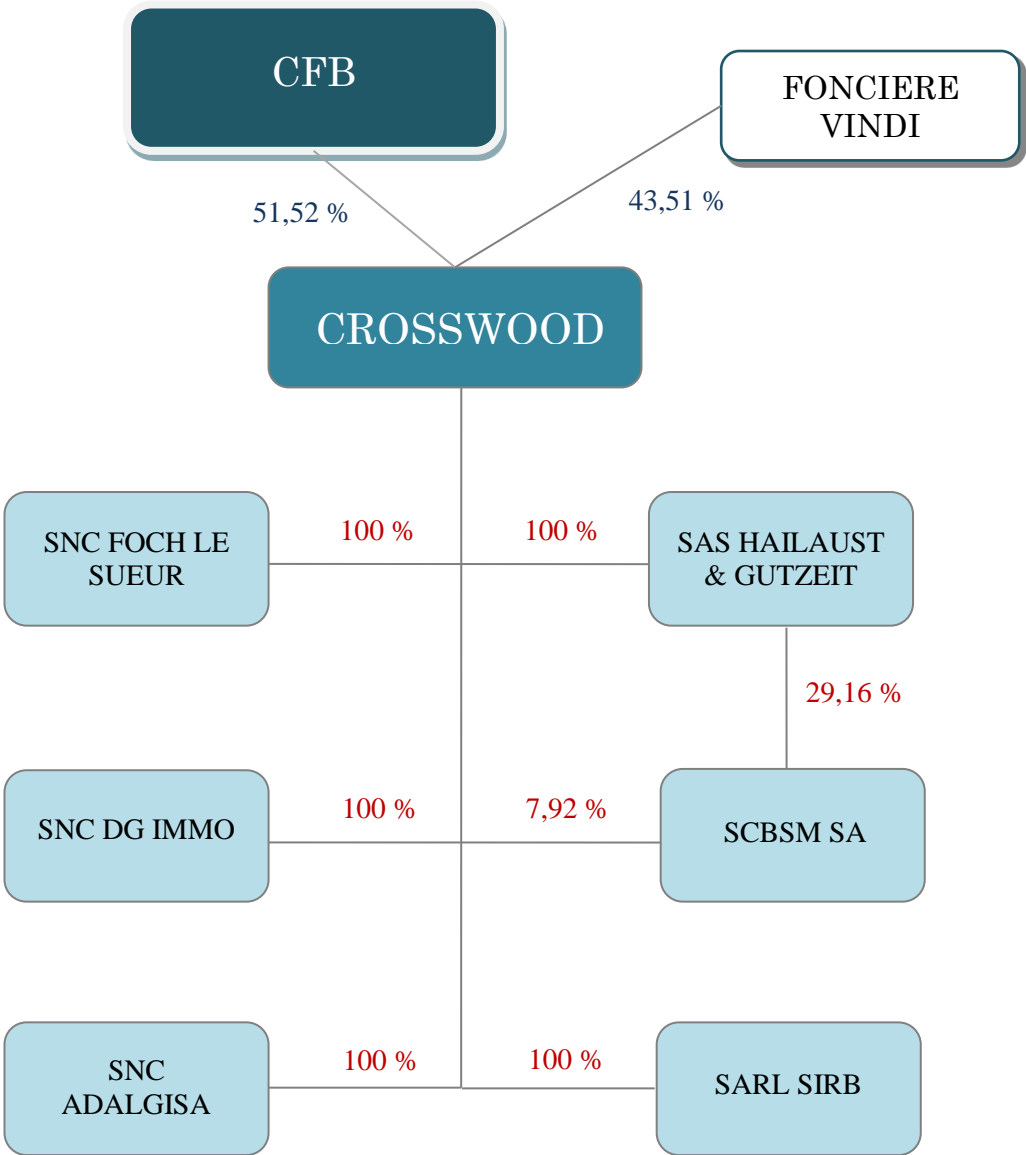 CFB
FONCIERE
VINDI
51,52 %
43,51 %
CROSSWOOD
SNC FOCH LE
SUEUR
100 %
100 %
SAS HAILAUST
& GUTZEIT
29,16 %
SNC DG IMMO
100 %
7,92 %
SCBSM SA
SNC
ADALGISA
100 %
100 %
SARL SIRB